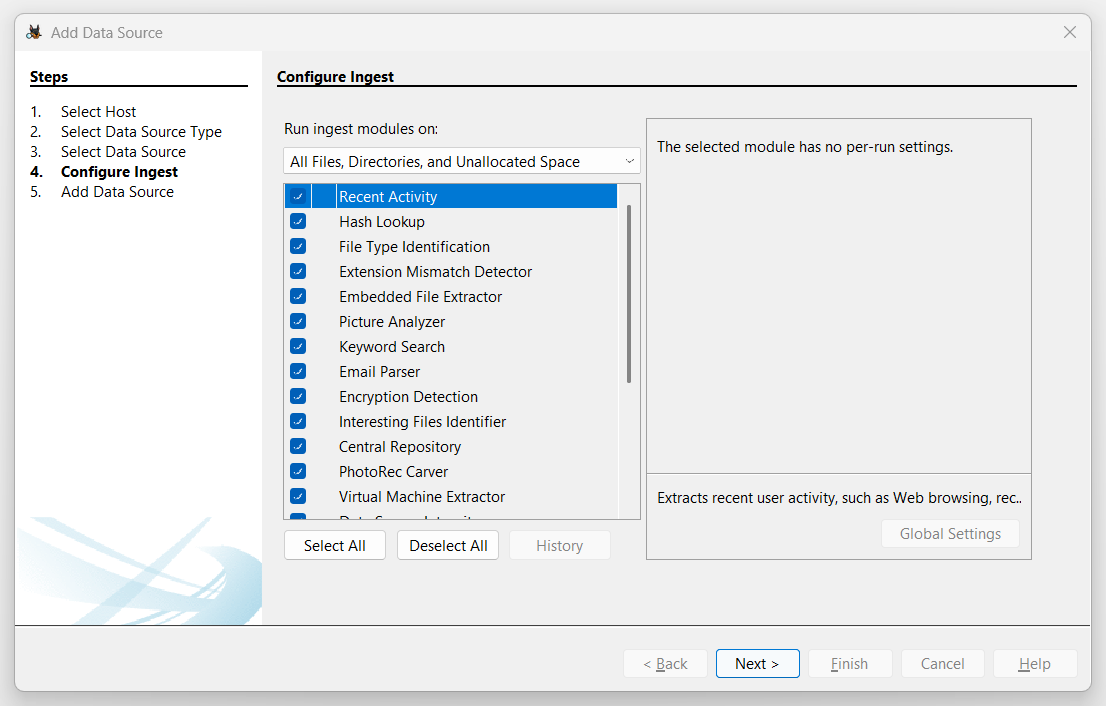 Add Data Source
Steps
1. Select Host
2. Select Data Source Type
3. Select Data Source
4. Configure Ingest
5. Add Data Source
Configure Ingest
Run ingest modules on:
All Files, Directories, and Unallocated Space
Recent Activity
Hash Lookup
File Type Identification
Extension Mismatch Detector
Embedded File Extractor
Picture Analyzer
Keyword Search
Email Parser
Encryption Detection
Interesting Files Identifier
Central Repository
PhotoRec Carver
Virtual Machine Extractor
Select All
Deselect All
History
The selected module has no per-run settings.
Extracts recent user activity, such as Web browsing, rec..
Global Settings
< Back
Next >
Finish
Cancel
Help